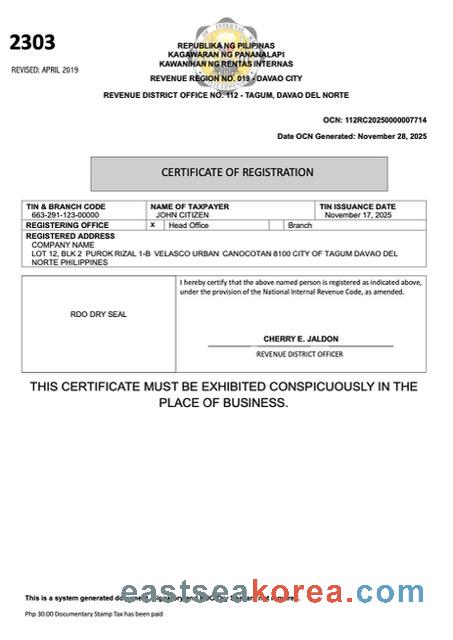 2303
REVISED: APRIL 2019
REPUBLIKA NG PILIPINAS
KAGAWARAN NG PANANALAPI
KAWANIHAN NG RENTAS INTERNAS
REVENUE REGION NO. 019 - DAVAO CITY
REVENUE DISTRICT OFFICE NO. 112 - TAGUM, DAVAO DEL NORTE
OCN: 112RC20250000007714
Date OCN Generated: November 28, 2025
CERTIFICATE OF REGISTRATION
TIN & BRANCH CODE NAME OF TAXPAYER TIN ISSUANCE DATE
663-291-123-00000 JOHN CITIZEN November 17, 2025
REGISTERING OFFICE x Head Office Branch
REGISTERED ADDRESS
COMPANY NAME
LOT 12, BLK 2 PUROK RIZAL 1-B VELASCO URBAN CANOCOTAN 8100 CITY OF TAGUM DAVAO DEL
NORTE PHILIPPINES
I hereby certify that the above named person is registered as indicated above,
under the provision of the National Internal Revenue Code, as amended.
RDO DRY SEAL
CHERRY E. JALDON
REVENUE DISTRICT OFFICER
THIS CERTIFICATE MUST BE EXHIBITED CONSPICUOUSLY IN THE
PLACE OF BUSINESS.
This is a system generated
eastseakorea.com
Php 30.00 Documentary Stamp Tax has been paid